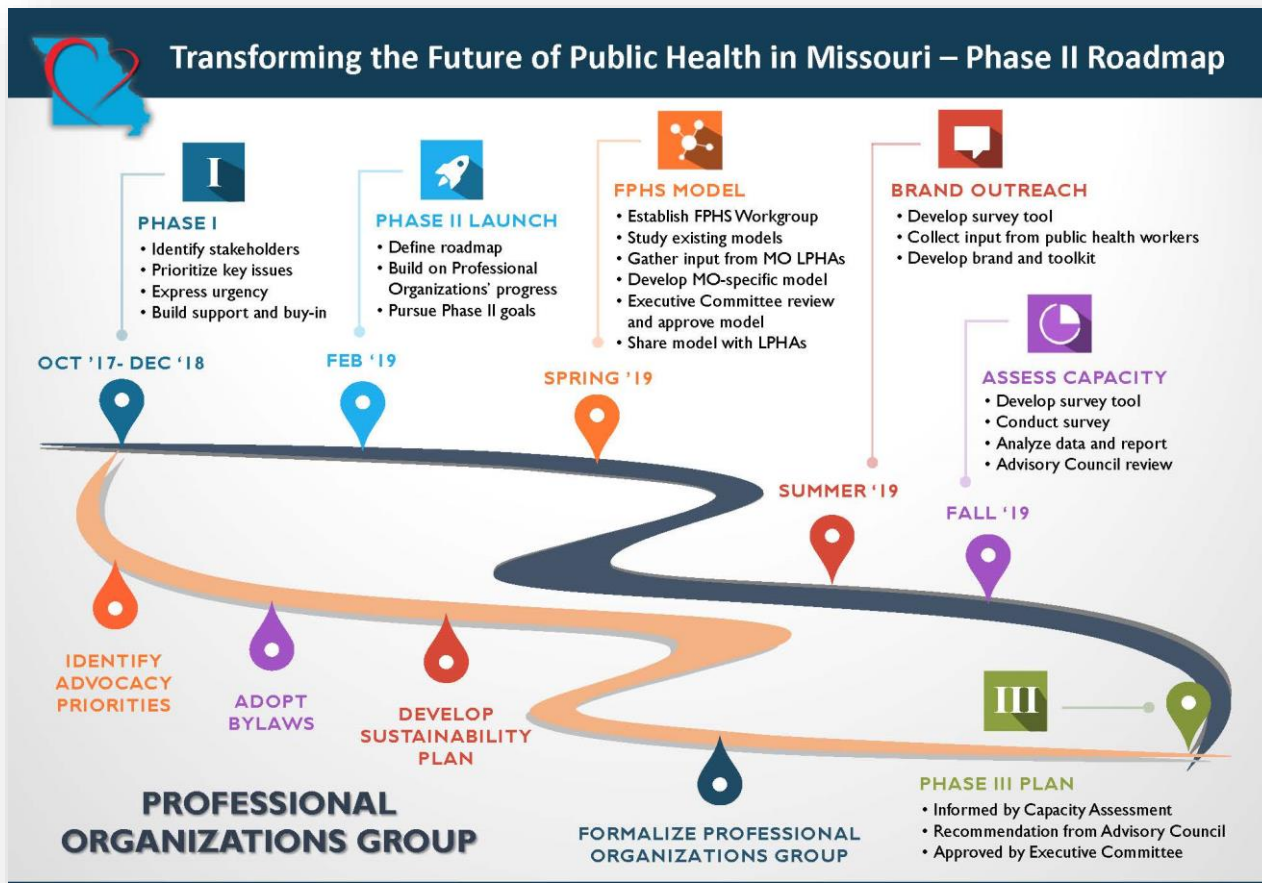 Transforming the Future of Public Health in Missouri – Phase II Roadmap
I
PHASE I
• Identify stakeholders
• Prioritize key issues
• Express urgency
• Build support and buy-in
OCT '17- DEC '18
PHASE II LAUNCH
• Define roadmap
• Build on Professional
Organizations' progress
• Pursue Phase II goals
FEB '19
FPHS MODEL
• Establish FPHS Workgroup
• Study existing models
• Gather input from MO LPHAs
• Develop MO-specific model
• Executive Committee review
and approve model
• Share model with LPHAs
SPRING '19
BRAND OUTREACH
• Develop survey tool
• Collect input from public health workers
• Develop brand and toolkit
SUMMER '19
ASSESS CAPACITY
• Develop survey tool
• Conduct survey
• Analyze data and report
• Advisory Council review
FALL '19
IDENTIFY
ADVOCACY
PRIORITIES
ADOPT
BYLAWS
DEVELOP
SUSTAINABILITY
PLAN
FORMALIZE PROFESSIONAL
ORGANIZATIONS GROUP
PROFESSIONAL
ORGANIZATIONS GROUP
III
PHASE III PLAN
• Informed by Capacity Assessment
• Recommendation from Advisory Council
• Approved by Executive Committee